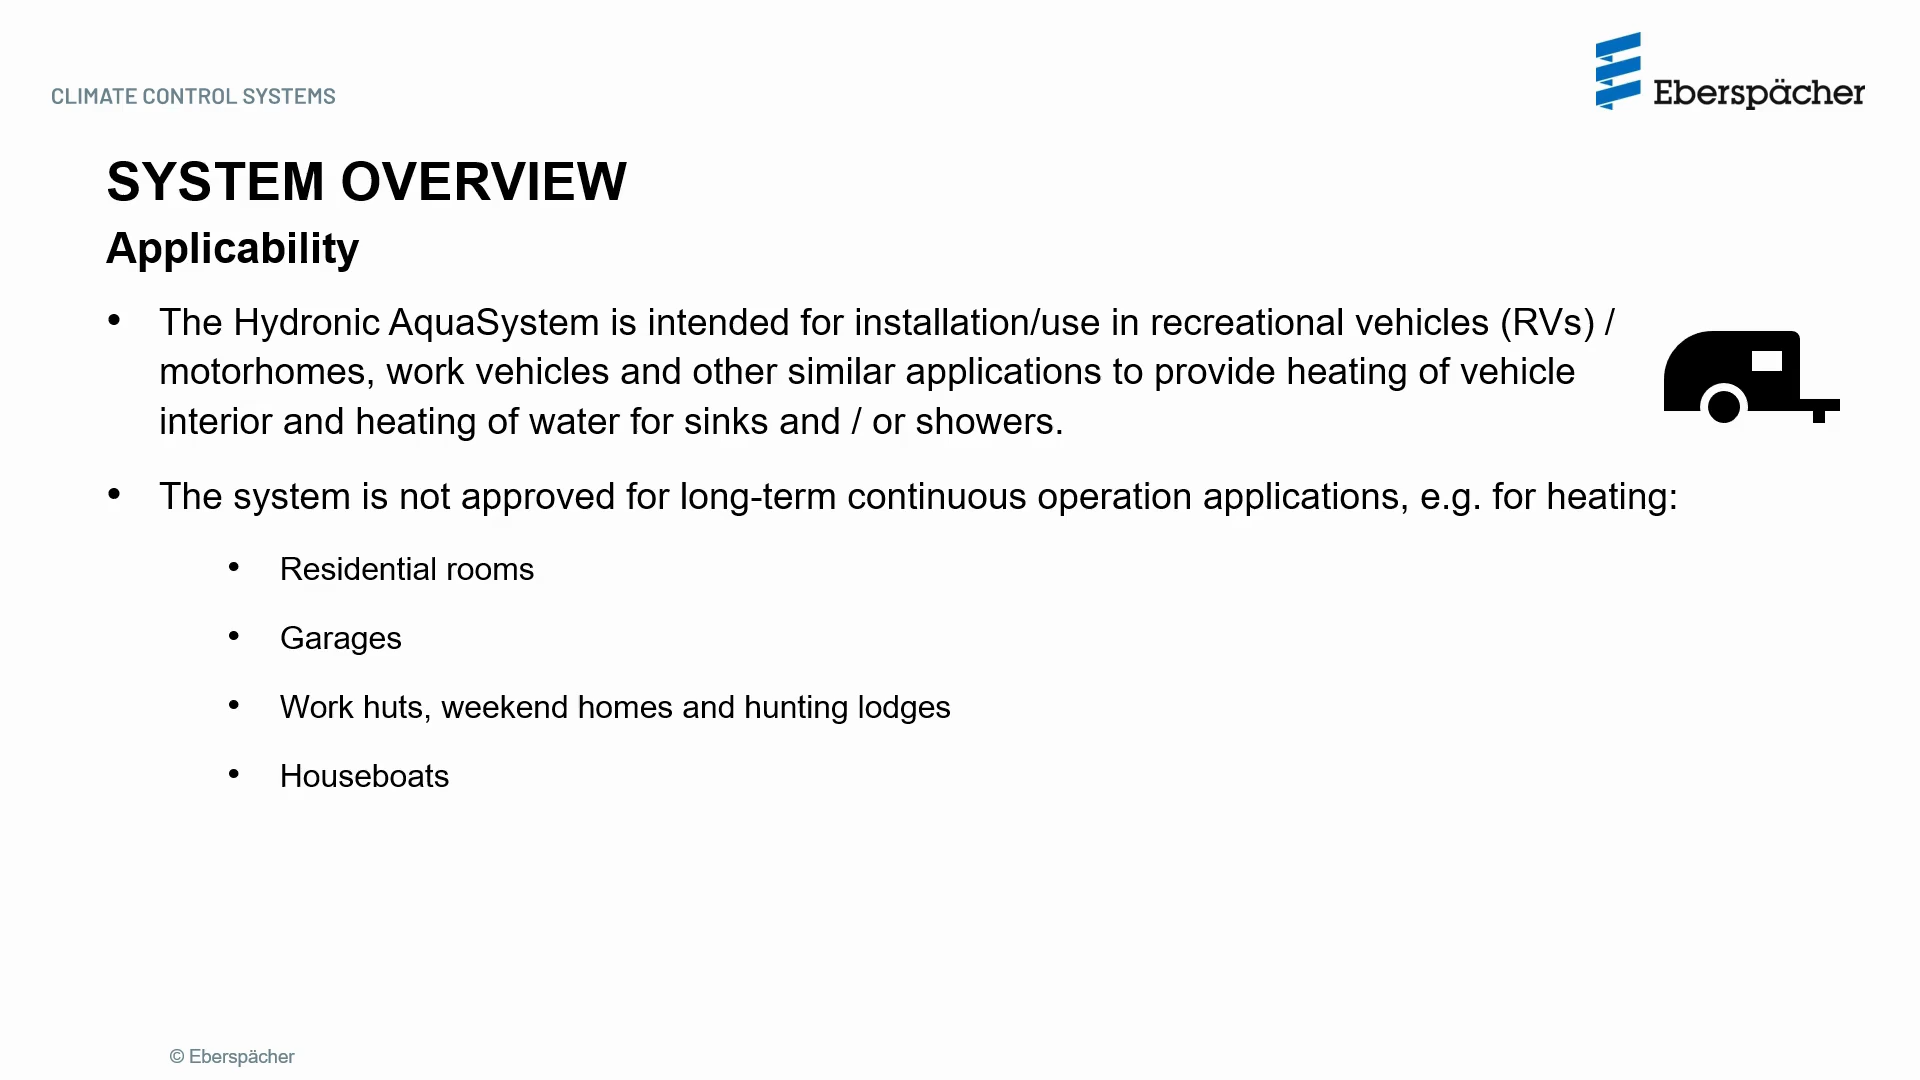 CLIMATE CONTROL SYSTEMS
Eberspächer
SYSTEM OVERVIEW
Applicability
• The Hydronic AquaSystem is intended for installation/use in recreational vehicles (RVs) /
motorhomes, work vehicles and other similar applications to provide heating of vehicle
interior and heating of water for sinks and / or showers.
• The system is not approved for long-term continuous operation applications, e.g. for heating:
• Residential rooms
• Garages
• Work huts, weekend homes and hunting lodges
• Houseboats
© Eberspächer